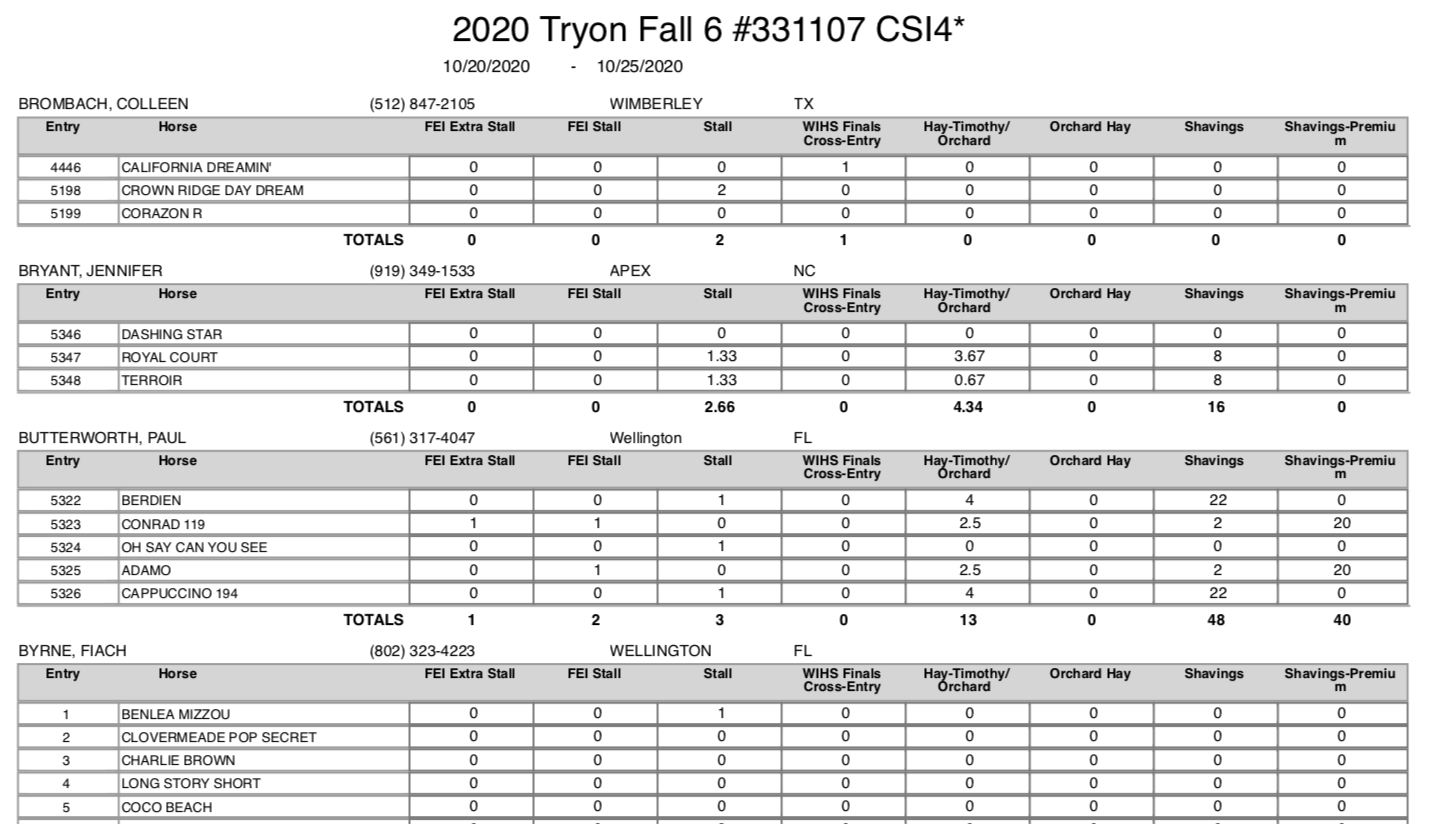 2020 Tryon Fall 6 #331107 CSI4*
10/20/2020 - 10/25/2020
BROMBACH, COLLEEN (512) 847-2105 WIMBERLEY TX
Entry Horse FEI Extra Stall FEI Stall Stall WIHS Finals Hay-Timothy/ Orchard Hay Shavings Shavings-Premiu
Cross-Entry Orchard m
4446 CALIFORNIA DREAMIN' 0 0 0 1 0 0 0 0
5198 CROWN RIDGE DAY DREAM 0 0 2 0 0 0 0 0
5199 CORAZON R 0 0 0 0 0 0 0 0
TOTALS 0 0 2 1 0 0 0 0
BRYANT, JENNIFER (919) 349-1533 APEX NC
Entry Horse FEI Extra Stall FEI Stall Stall WIHS Finals Hay-Timothy/ Orchard Hay Shavings Shavings-Premiu
Cross-Entry Orchard m
5346 DASHING STAR 0 0 0 0 0 0 0 0
5347 ROYAL COURT 0 0 1.33 0 3.67 0 8 0
5348 TERROIR 0 0 1.33 0 0.67 0 8 0
TOTALS 0 0 2.66 0 4.34 0 16 0
BUTTERWORTH, PAUL (561) 317-4047 Wellington FL
Entry Horse FEI Extra Stall FEI Stall Stall WIHS Finals Hay-Timothy/ Orchard Hay Shavings Shavings-Premiu
Cross-Entry Orchard m
5322 BERDIEN 0 0 1 0 4 0 22 0
5323 CONRAD 119 1 1 0 0 2.5 0 2 20
5324 OH SAY CAN YOU SEE 0 0 1 0 0 0 0 0
5325 ADAMO 0 1 0 0 2.5 0 2 20
5326 CAPPUCCINO 194 0 0 1 0 4 0 22 0
TOTALS 1 2 3 0 13 0 48 40
BYRNE, FIACH (802) 323-4223 WELLINGTON FL
Entry Horse FEI Extra Stall FEI Stall Stall WIHS Finals Hay-Timothy/ Orchard Hay Shavings Shavings-Premiu
Cross-Entry Orchard m
1 BENLEA MIZZOU 0 0 1 0 0 0 0 0
2 CLOVERMEADE POP SECRET 0 0 0 0 0 0 0 0
3 CHARLIE BROWN 0 0 0 0 0 0 0 0
4 LONG STORY SHORT 0 0 0 0 0 0 0 0
5 COCO BEACH 0 0 0 0 0 0 0 0